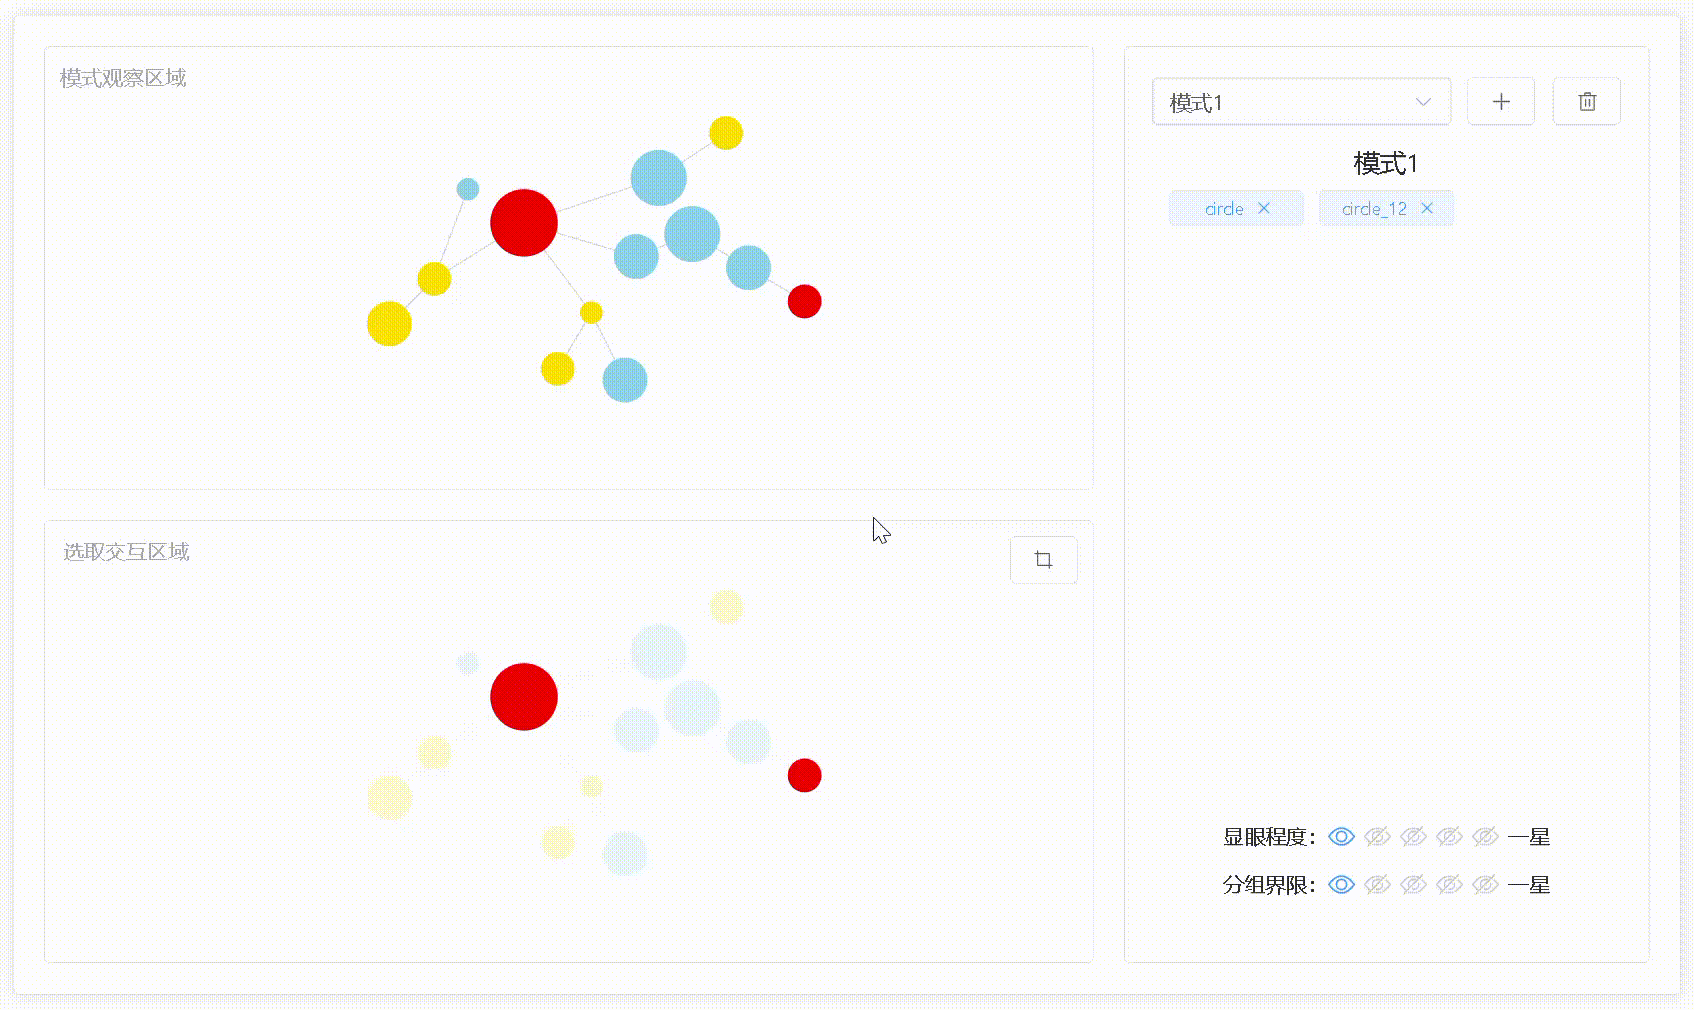 模式观察区域
选取交互区域
模式1
模式1
circle
circle_12
显眼程度：一星
分组界限：一星